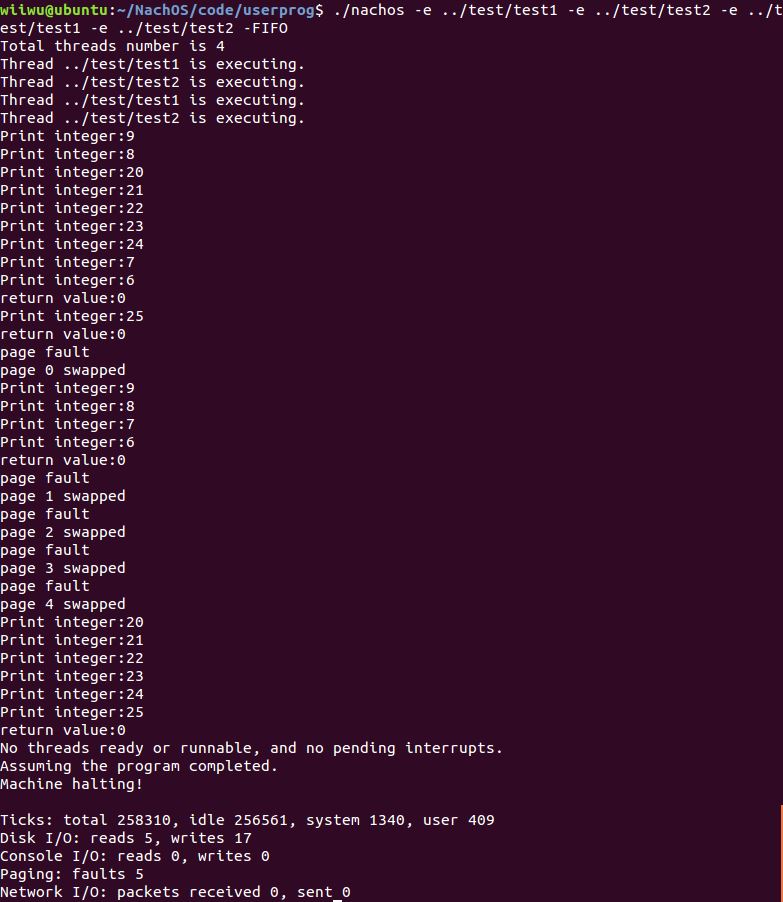 wiiwu@ubuntu:~/NachOS/code/userprog$ ./nachos -e ../test/test1 -e ../test/test2 -e ../t
est/test1 -e ../test/test2 -FIFO
Total threads number is 4
Thread ../test/test1 is executing.
Thread ../test/test2 is executing.
Thread ../test/test1 is executing.
Thread ../test/test2 is executing.
Print integer:9
Print integer:8
Print integer:20
Print integer:21
Print integer:22
Print integer:23
Print integer:24
Print integer:7
Print integer:6
return value:0
Print integer:25
return value:0
page fault
page 0 swapped
Print integer:9
Print integer:8
Print integer:7
Print integer:6
return value:0
page fault
page 1 swapped
page fault
page 2 swapped
page fault
page 3 swapped
page fault
page 4 swapped
Print integer:20
Print integer:21
Print integer:22
Print integer:23
Print integer:24
Print integer:25
return value:0
No threads ready or runnable, and no pending interrupts.
Assuming the program completed.
Machine halting!

Ticks: total 258310, idle 256561, system 1340, user 409
Disk I/O: reads 5, writes 17
Console I/O: reads 0, writes 0
Paging: faults 5
Network I/O: packets received 0, sent 0